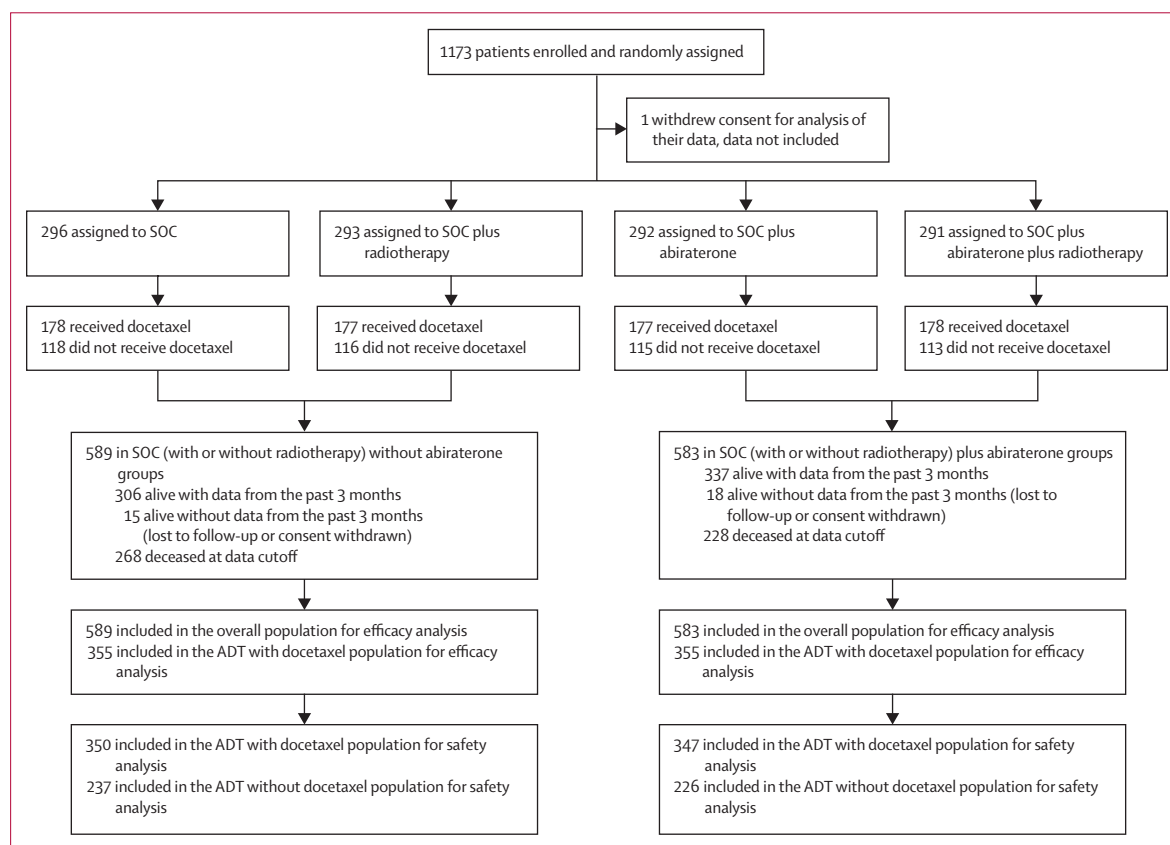 1173 patients enrolled and randomly assigned
1 withdrew consent for analysis of
their data, data not included
296 assigned to SOC
293 assigned to SOC plus
radiotherapy
292 assigned to SOC plus
abiraterone
291 assigned to SOC plus
abiraterone plus radiotherapy
178 received docetaxel
118 did not receive docetaxel
177 received docetaxel
116 did not receive docetaxel
177 received docetaxel
115 did not receive docetaxel
178 received docetaxel
113 did not receive docetaxel
589 in SOC (with or without radiotherapy) without abiraterone
groups
306 alive with data from the past 3 months
15 alive without data from the past 3 months
(lost to follow-up or consent withdrawn)
268 deceased at data cutoff
583 in SOC (with or without radiotherapy) plus abiraterone groups
337 alive with data from the past 3 months
18 alive without data from the past 3 months (lost to
follow-up or consent withdrawn)
228 deceased at data cutoff
589 included in the overall population for efficacy analysis
355 included in the ADT with docetaxel population for efficacy
analysis
583 included in the overall population for efficacy analysis
355 included in the ADT with docetaxel population for efficacy
analysis
350 included in the ADT with docetaxel population for safety
analysis
237 included in the ADT without docetaxel population for safety
analysis
347 included in the ADT with docetaxel population for safety
analysis
226 included in the ADT without docetaxel population for safety
analysis